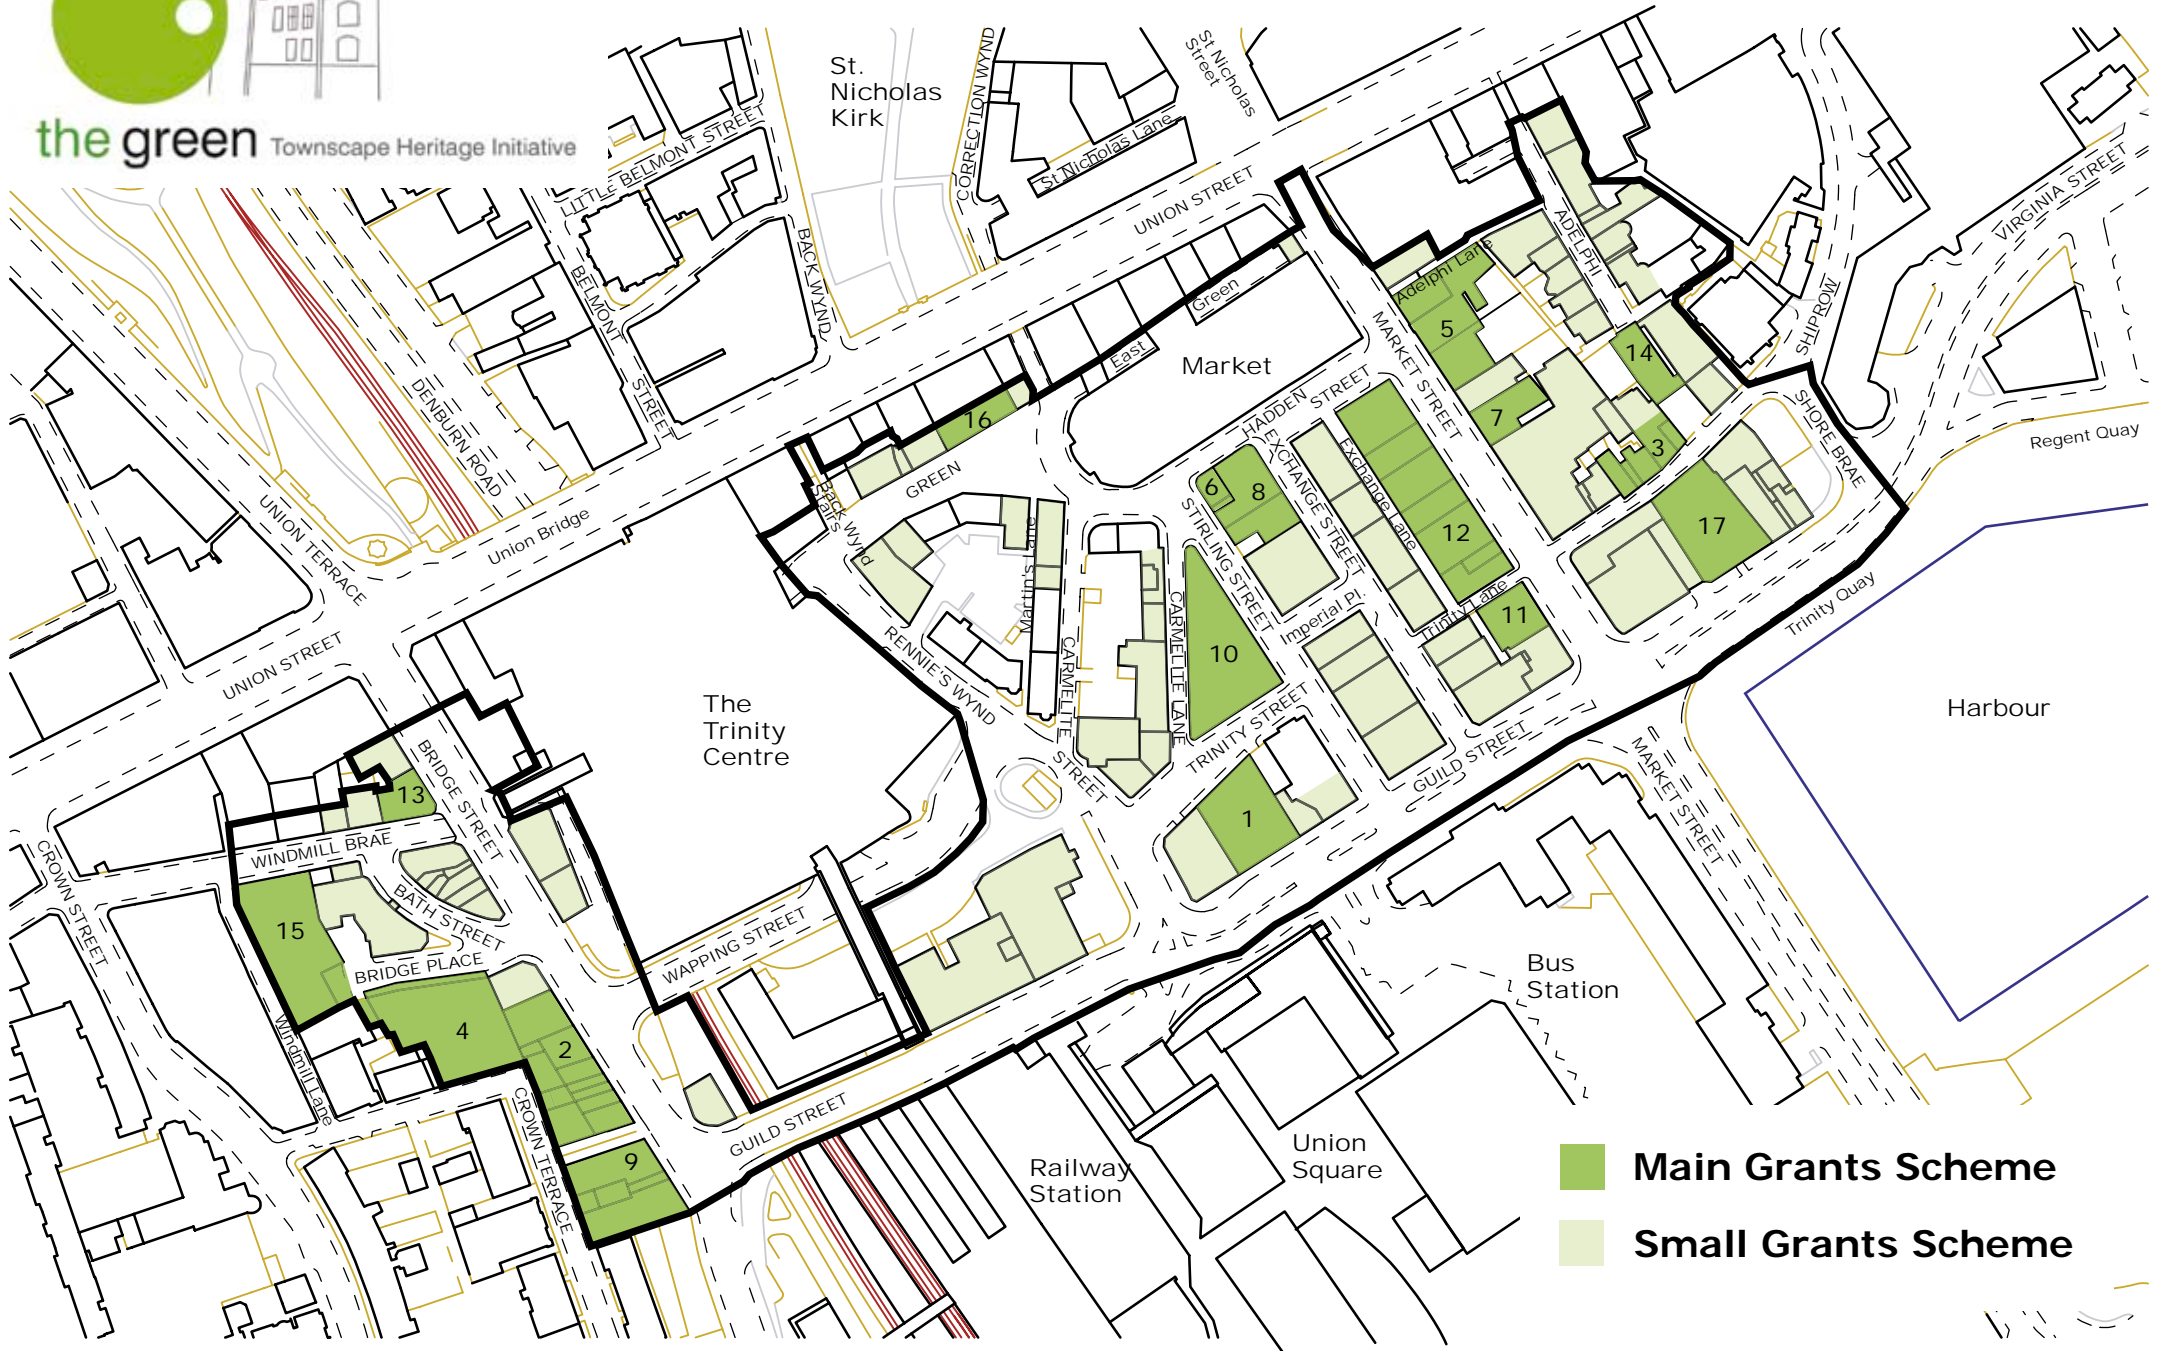 the green Townscape Heritage Initiative
St.
Nicholas
Kirk
CORRECTION WYND
St Nicholas
Street
St Nicholas Lane
LITTLE BELMONT STREET
BACK WYND
BELMONT
STREET
DENBURN ROAD
UNION TERRACE
Union Bridge
UNION STREET
UNION STREET
ADELPHI
Adelphi Lane
VIRGINIA STREET
SHIPROW
SHORE BRAE
Regent Quay
Trinity Quay
Harbour
Green
East
Market
MARKET STREET
HADDEN STREET
EXCHANGE STREET
Exchange Lane
STIRLING STREET
Imperial Pl.
Trinity Lane
GREEN
Back Wynd
Stairs
Martin's Lane
RENNIE'S WYND
CARMELITE
STREET
CARMELITE LANE
TRINITY STREET
GUILD STREET
MARKET STREET
The
Trinity
Centre
BRIDGE STREET
WINDMILL BRAE
BATH STREET
BRIDGE PLACE
CROWN STREET
Windmill Lane
CROWN TERRACE
WAPPING STREET
GUILD STREET
Railway
Station
Union
Square
Bus
Station
5
14
7
3
16
6
8
12
17
11
10
1
13
15
4
2
9
Main Grants Scheme
Small Grants Scheme